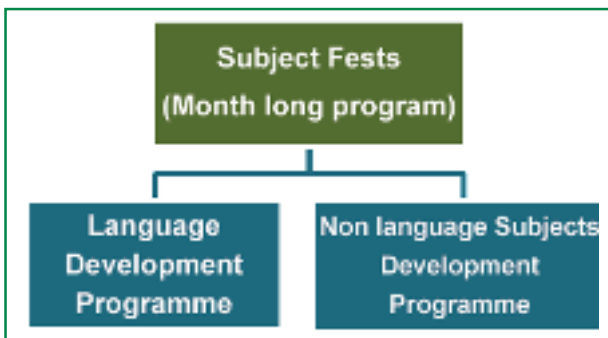 Subject Fests
(Month long program)
Language
Development
Programme
Non language Subjects
Development
Programme